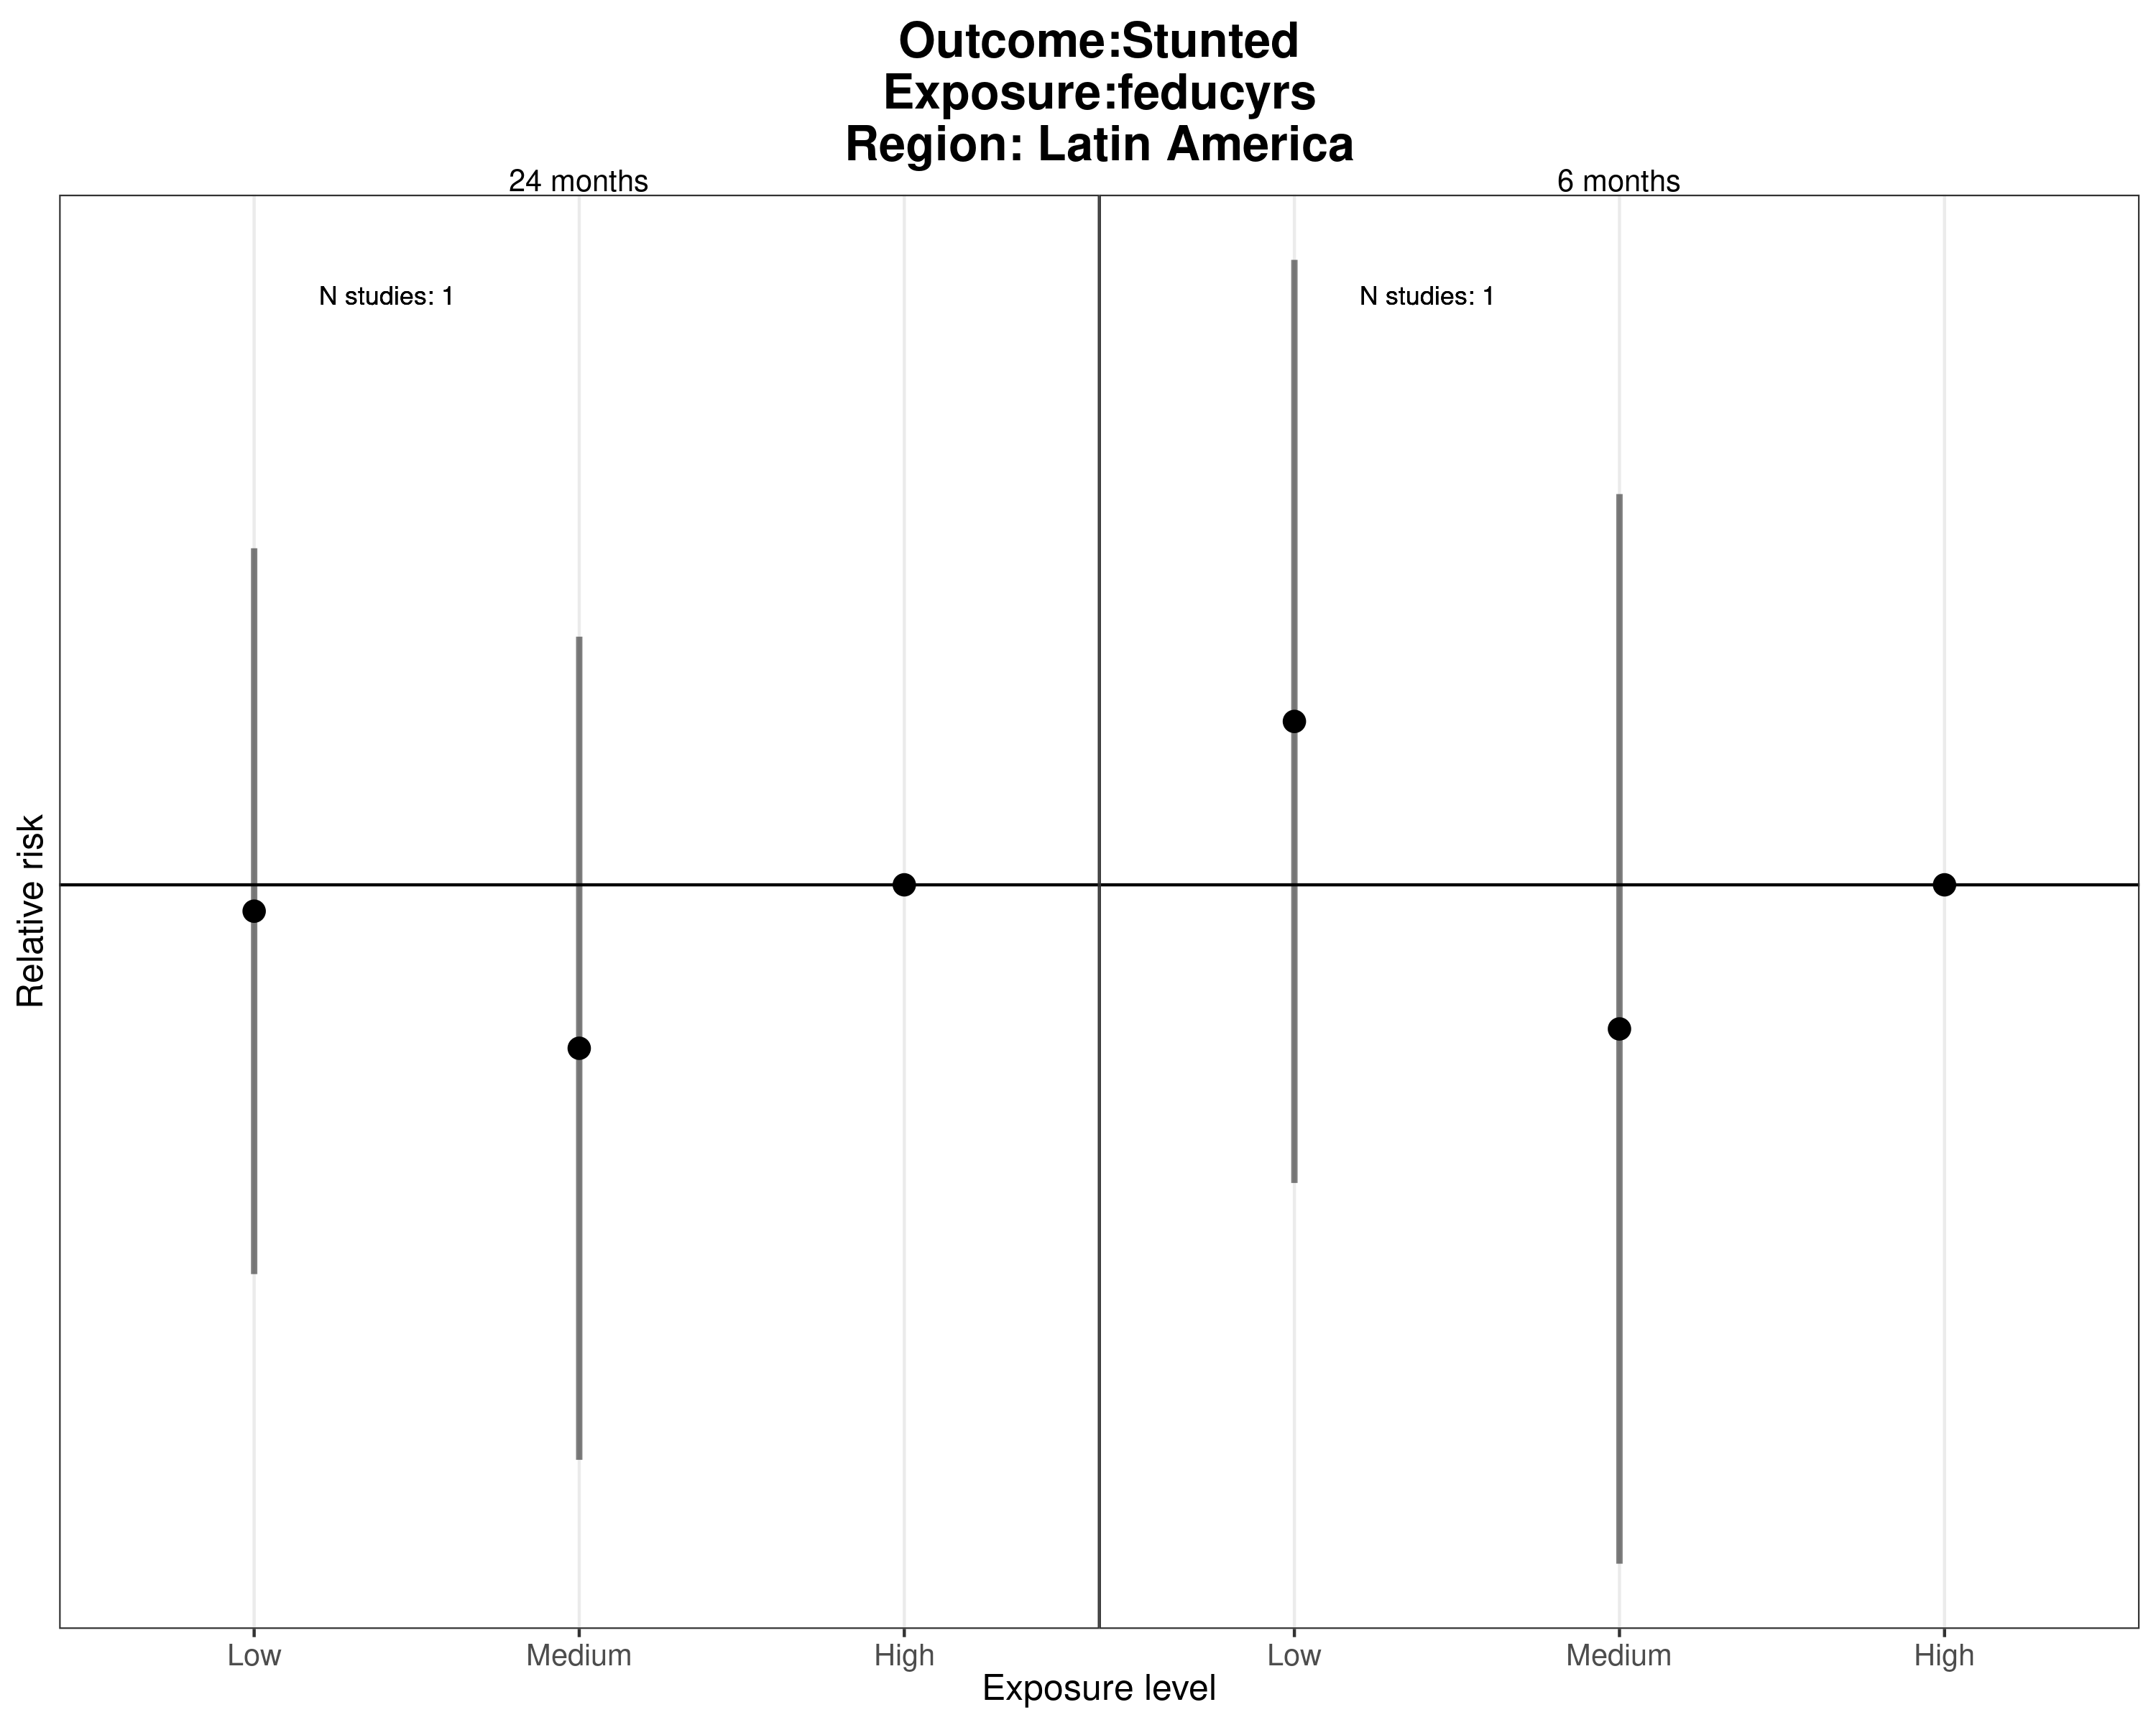 Outcome:Stunted
Exposure:feducyrs
Region: Latin America
24 months
6 months
N studies: 1
N studies: 1
Relative risk
Low
Medium
High
Low
Medium
High
Exposure level